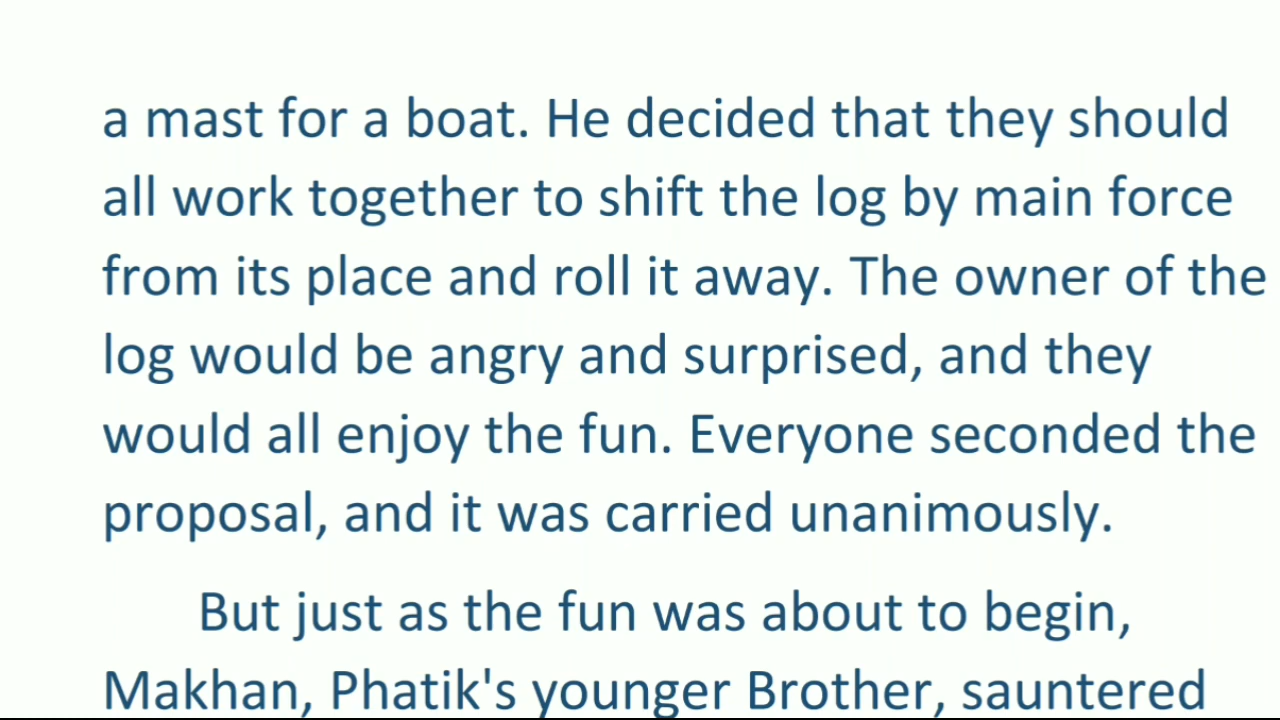 a mast for a boat. He decided that they should
all work together to shift the log by main force
from its place and roll it away. The owner of the
log would be angry and surprised, and they
would all enjoy the fun. Everyone seconded the
proposal, and it was carried unanimously.
But just as the fun was about to begin,
Makhan, Phatik's younger Brother, sauntered